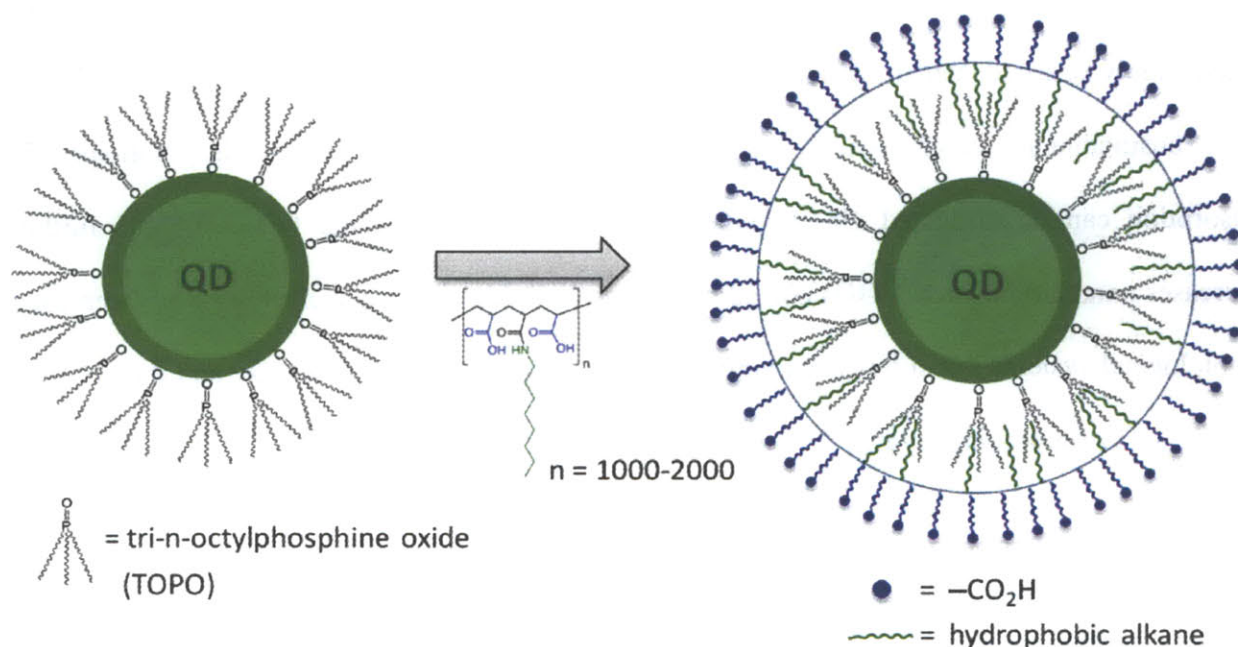 QD
QD
O OH
O HN
O OH
n
n = 1000-2000
O
P
= tri-n-octylphosphine oxide
(TOPO)
= –CO₂H
= hydrophobic alkane